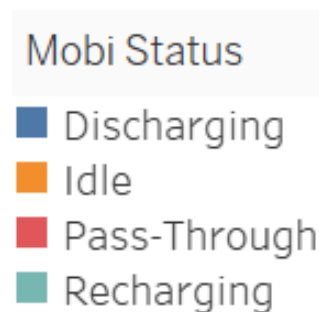 Mobi Status
Discharging
Idle
Pass-Through
Recharging